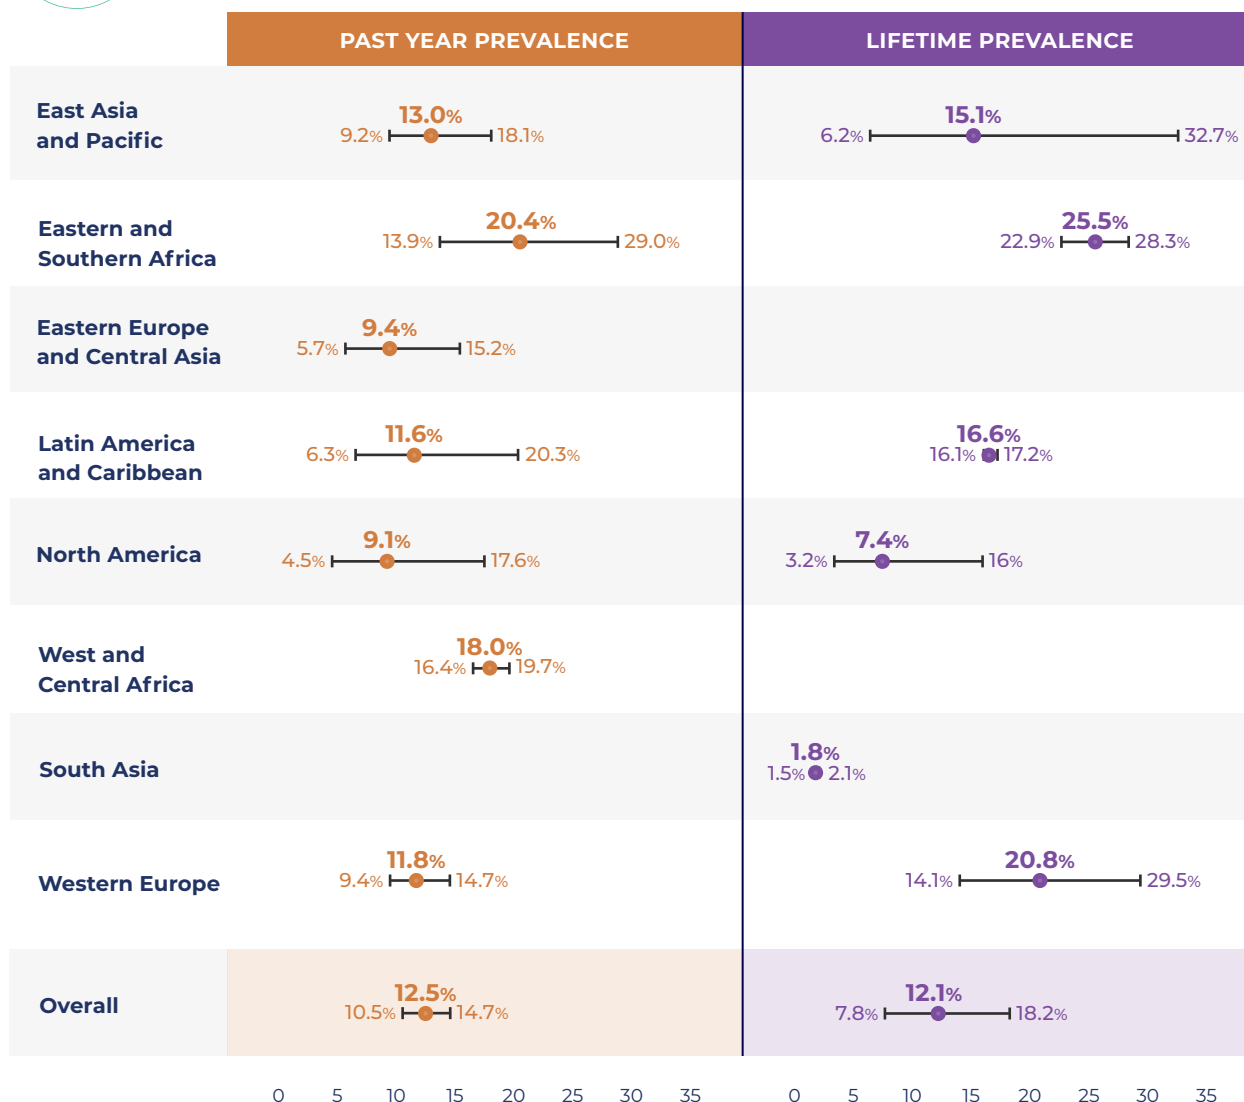 PAST YEAR PREVALENCE
LIFETIME PREVALENCE
East Asia
and Pacific
13.0%
9.2%
18.1%
15.1%
6.2%
32.7%
Eastern and
Southern Africa
20.4%
13.9%
29.0%
25.5%
22.9%
28.3%
Eastern Europe
and Central Asia
9.4%
5.7%
15.2%
Latin America
and Caribbean
11.6%
6.3%
20.3%
16.6%
16.1%
17.2%
North America
9.1%
4.5%
17.6%
7.4%
3.2%
16%
West and
Central Africa
18.0%
16.4%
19.7%
South Asia
1.8%
1.5%
2.1%
Western Europe
11.8%
9.4%
14.7%
20.8%
14.1%
29.5%
Overall
12.5%
10.5%
14.7%
12.1%
7.8%
18.2%
0 5 10 15 20 25 30 35
0 5 10 15 20 25 30 35